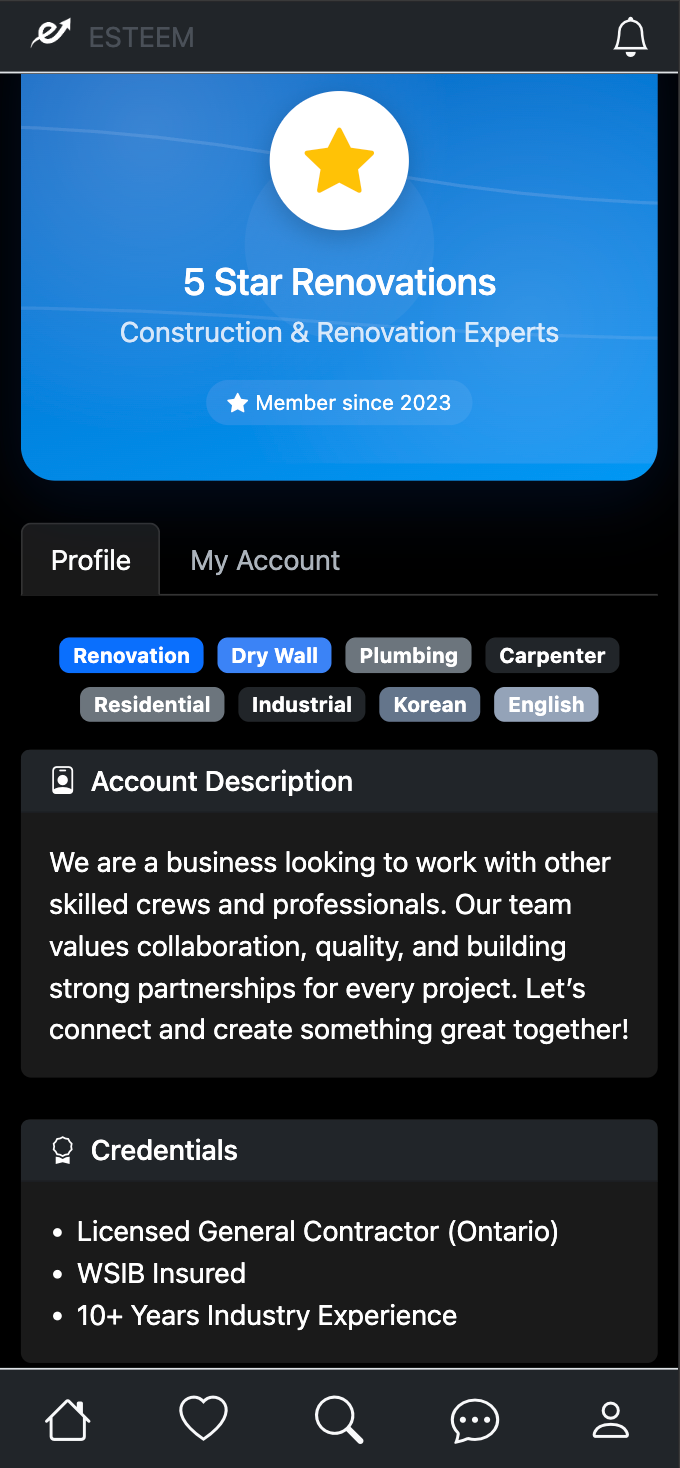 ESTEEM
5 Star Renovations
Construction & Renovation Experts
Member since 2023
Profile My Account
Renovation Dry Wall Plumbing Carpenter
Residential Industrial Korean English
Account Description
We are a business looking to work with other
skilled crews and professionals. Our team
values collaboration, quality, and building
strong partnerships for every project. Let’s
connect and create something great together!
Credentials
• Licensed General Contractor (Ontario)
• WSIB Insured
• 10+ Years Industry Experience